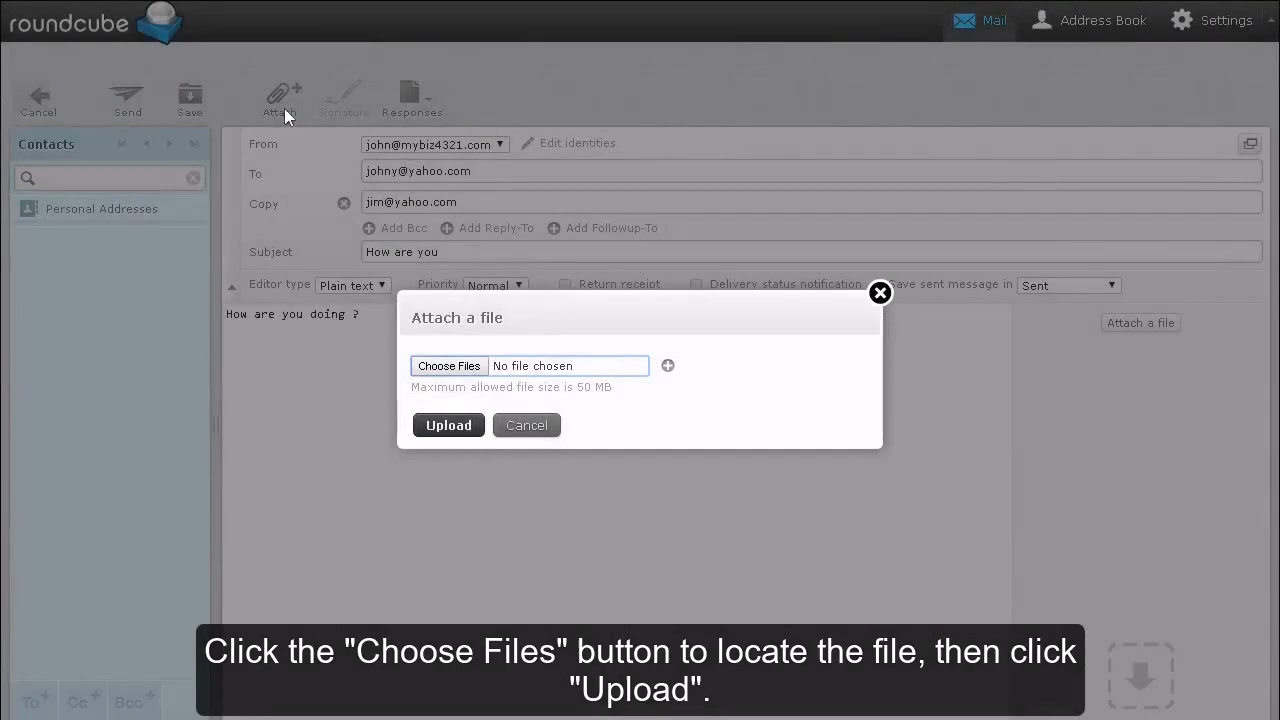 roundcube
Mail
Address Book
Settings
Cancel
Send
Save
Attach
Signature
Responses
Contacts
Personal Addresses
From
john@mybiz4321.com
Edit identities
To
johny@yahoo.com
Copy
jim@yahoo.com
Add Bcc
Add Reply-To
Add Followup-To
Subject
How are you
Editor type
Plain text
Priority
Normal
Return receipt
Delivery status notification
Save sent message in
Sent
How are you doing ?
Attach a file
Attach a file
Choose Files
No file chosen
Maximum allowed file size is 50 MB
Upload
Cancel
To
Cc
Bcc
Click the "Choose Files" button to locate the file, then click
"Upload".